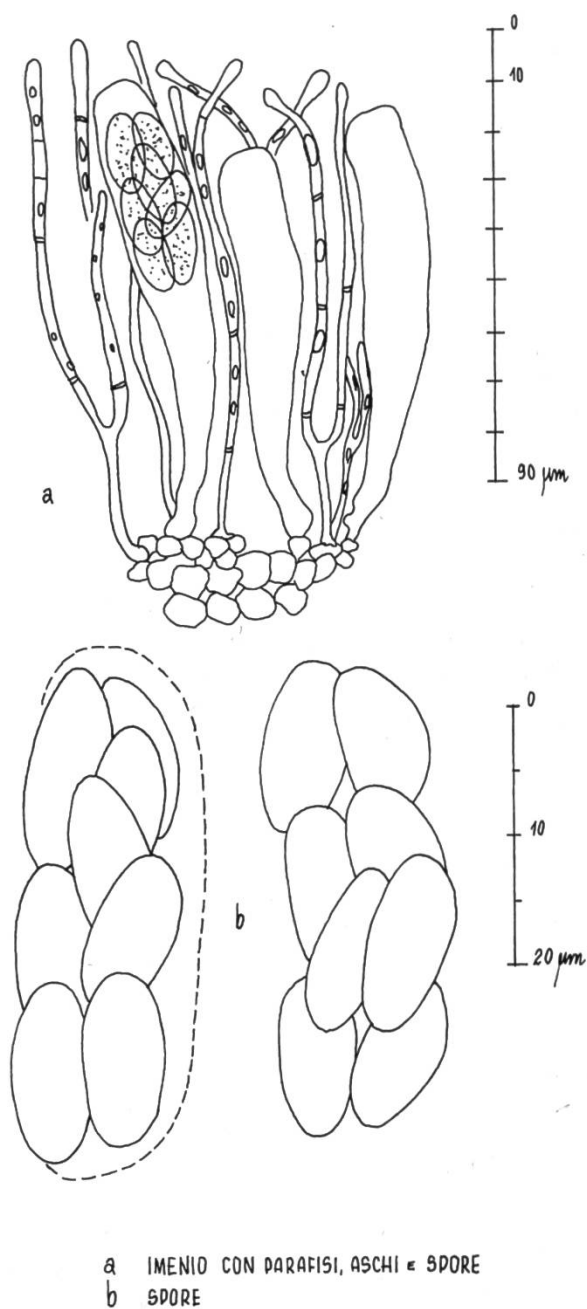 0
10
90 µm
a
0
10
20 µm
b
a IMENIO CON PARAFISI, ASCHI E SPORE
b SPORE